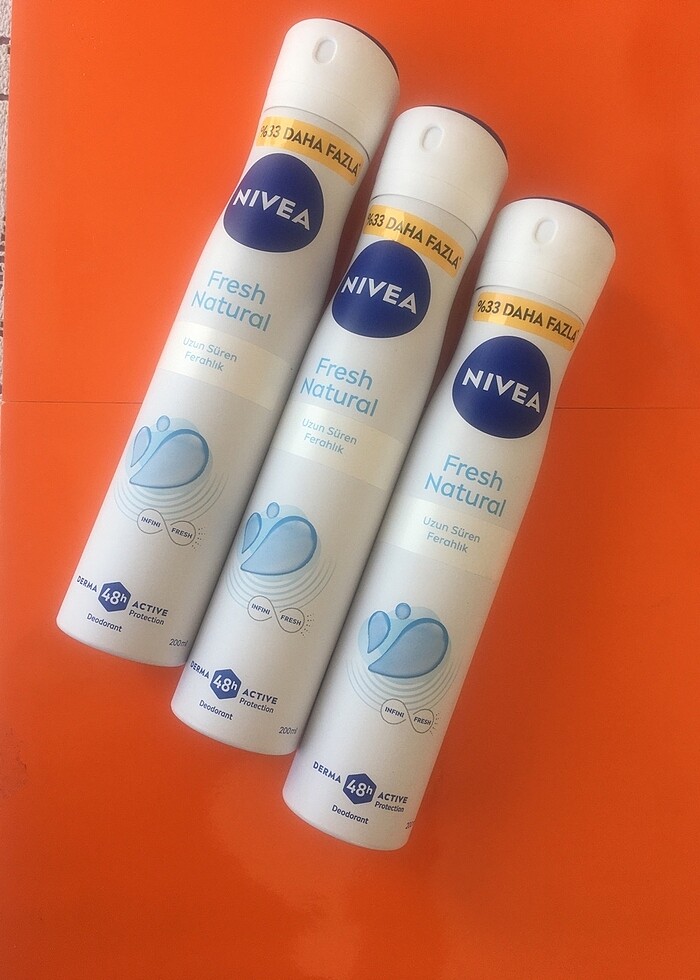 %33 DAHA FAZLA*
NIVEA
Fresh
Natural
Uzun Süren
Ferahlık
INFINI FRESH
DERMA 48h ACTIVE
Protection
Deodorant
200ml
%33 DAHA FAZLA*
NIVEA
Fresh
Natural
Uzun Süren
Ferahlık
INFINI FRESH
DERMA 48h ACTIVE
Protection
Deodorant
200ml
%33 DAHA FAZLA*
NIVEA
Fresh
Natural
Uzun Süren
Ferahlık
INFINI FRESH
DERMA 48h ACTIVE
Protection
Deodorant